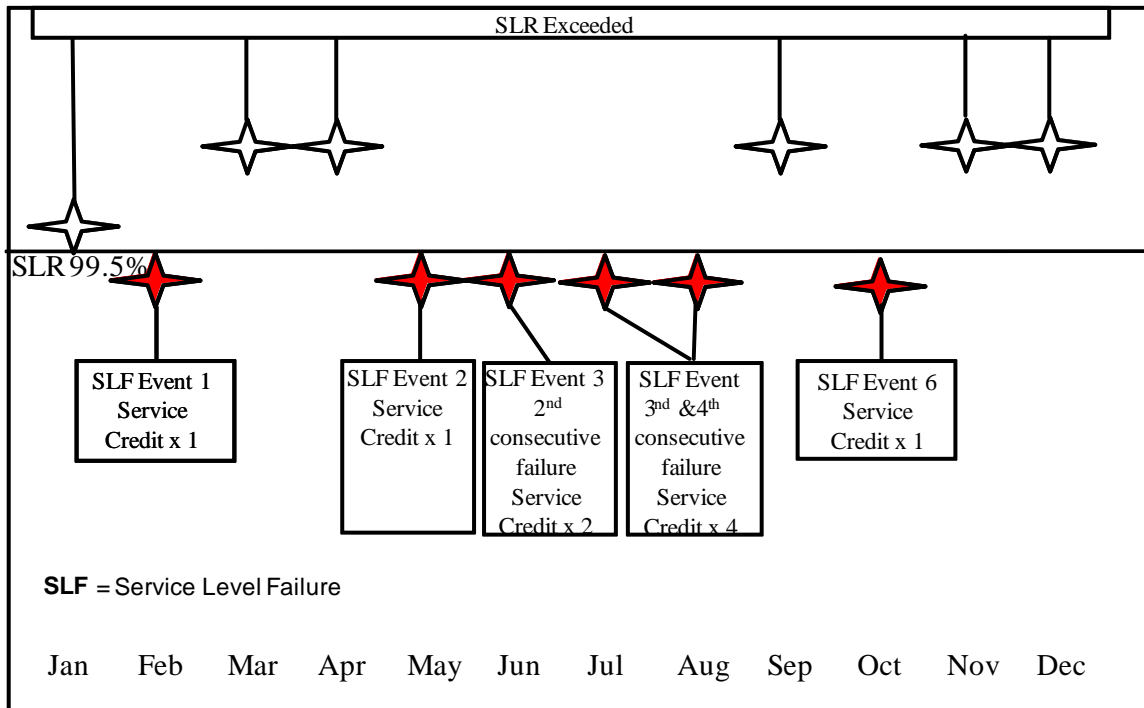 SLR Exceeded
SLR 99.5%
SLF Event 1
Service
Credit x 1
SLF Event 2
Service
Credit x 1
SLF Event 3
2nd
consecutive
failure
Service
Credit x 2
SLF Event
3nd &4th
consecutive
failure
Service
Credit x 4
SLF Event 6
Service
Credit x 1
SLF = Service Level Failure
Jan Feb Mar Apr May Jun Jul Aug Sep Oct Nov Dec